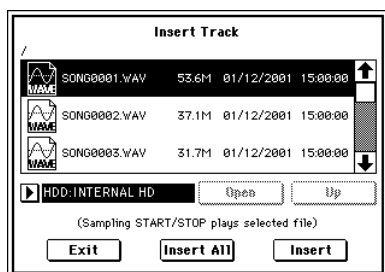 Insert Track
/
WAVE SONG0001.WAV 53.6M 01/12/2001 15:00:00
WAVE SONG0002.WAV 37.1M 01/12/2001 15:00:00
WAVE SONG0003.WAV 31.7M 01/12/2001 15:00:00
HDD:INTERNAL HD Open Up
(Sampling START/STOP plays selected file)
Exit Insert All Insert